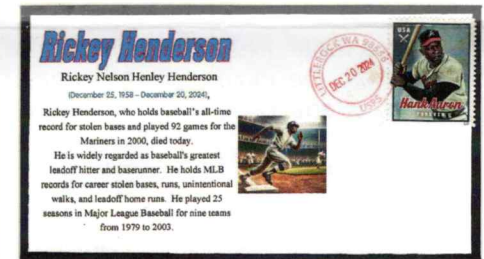 Rickey Henderson
Rickey Nelson Henley Henderson
(December 25, 1958 – December 20, 2024),
Rickey Henderson, who holds baseball's all-time
record for stolen bases and played 92 games for the
Mariners in 2000, died today.
He is widely regarded as baseball's greatest
leadoff hitter and baserunner. He holds MLB
records for career stolen bases, runs, unintentional
walks, and leadoff home runs. He played 25
seasons in Major League Baseball for nine teams
from 1979 to 2003.
WA
DEC 20 2024
USPS
USA
Hank Aaron
FOREVER